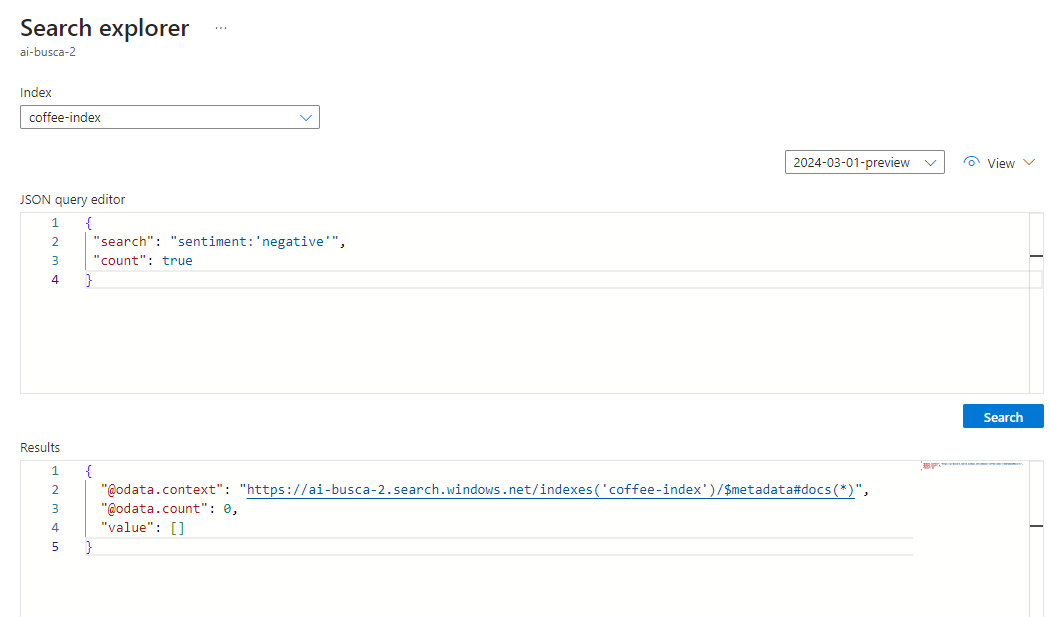 Search explorer ...
ai-busca-2
Index
coffee-index
2024-03-01-preview View
JSON query editor
1 {
2 "search": "sentiment:'negative'",
3 "count": true
4 }
Search
Results
1 {
2 "@odata.context": "https://ai-busca-2.search.windows.net/indexes('coffee-index')/$metadata#docs(*)",
3 "@odata.count": 0,
4 "value": []
5 }